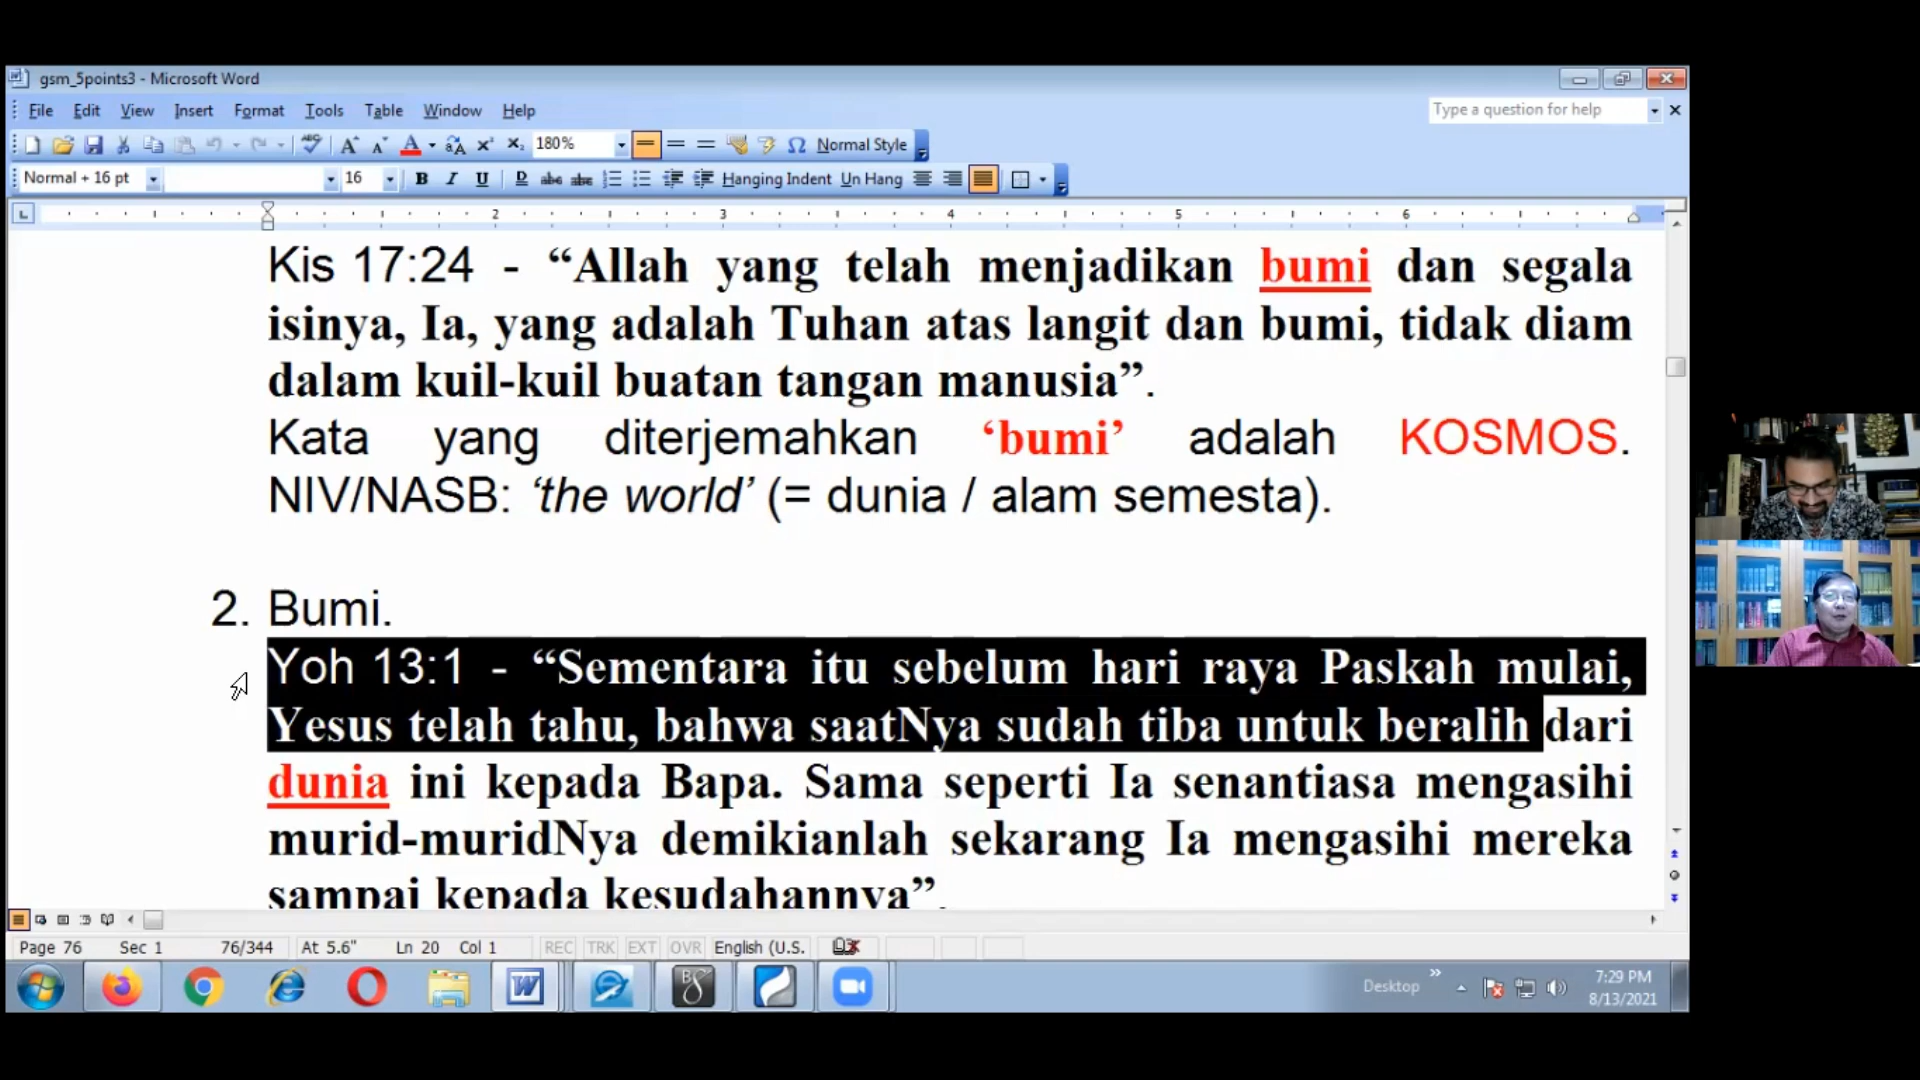 gsm_5points3 - Microsoft Word
File Edit View Insert Format Tools Table Window Help
Type a question for help
180% Normal Style
Normal + 16 pt 16 B I U Hanging Indent Un Hang
2 3 4 5 6
Kis 17:24 - “Allah yang telah menjadikan bumi dan segala
isinya, Ia, yang adalah Tuhan atas langit dan bumi, tidak diam
dalam kuil-kuil buatan tangan manusia”.
Kata yang diterjemahkan ‘bumi’ adalah KOSMOS.
NIV/NASB: ‘the world’ (= dunia / alam semesta).
2. Bumi.
Yoh 13:1 - “Sementara itu sebelum hari raya Paskah mulai,
Yesus telah tahu, bahwa saatNya sudah tiba untuk beralih dari
dunia ini kepada Bapa. Sama seperti Ia senantiasa mengasihi
murid-muridNya demikianlah sekarang Ia mengasihi mereka
sampai kepada kesudahannya”.
Page 76 Sec 1 76/344 At 5.6" Ln 20 Col 1 REC TRK EXT OVR English (U.S.
Desktop
7:29 PM
8/13/2021